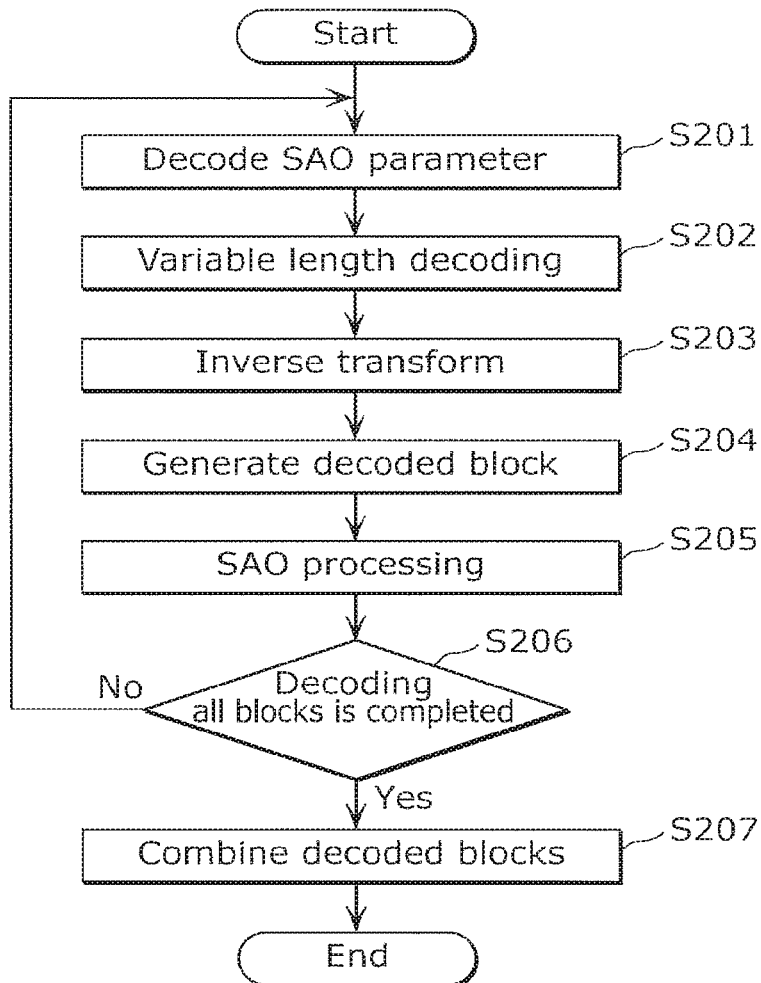 Start
Decode SAO parameter
S201
Variable length decoding
S202
Inverse transform
S203
Generate decoded block
S204
SAO processing
S205
S206
No
Decoding
all blocks is completed
Yes
Combine decoded blocks
S207
End